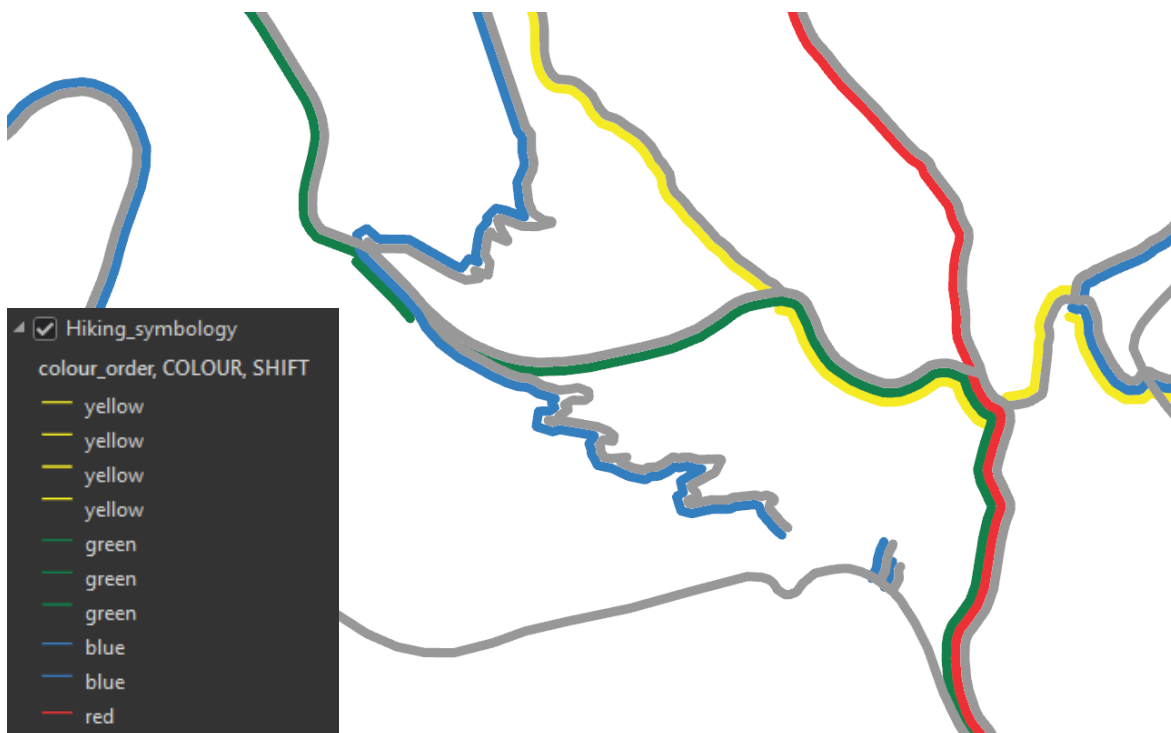 Hiking_symbology
colour_order, COLOUR, SHIFT
yellow
yellow
yellow
yellow
green
green
green
blue
blue
red